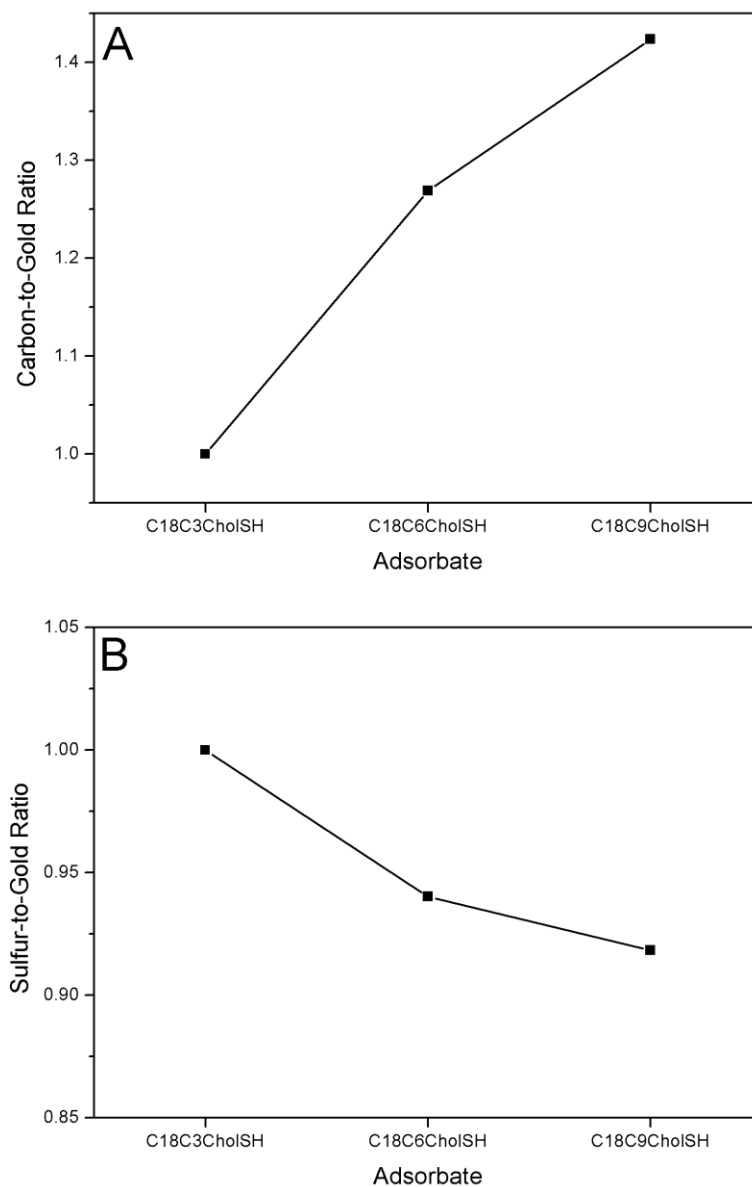 A
1.4
1.3
1.2
1.1
1.0
Carbon-to-Gold Ratio
C18C3CholSH C18C6CholSH C18C9CholSH
Adsorbate
B
1.05
1.00
0.95
0.90
0.85
Sulfur-to-Gold Ratio
C18C3CholSH C18C6CholSH C18C9CholSH
Adsorbate